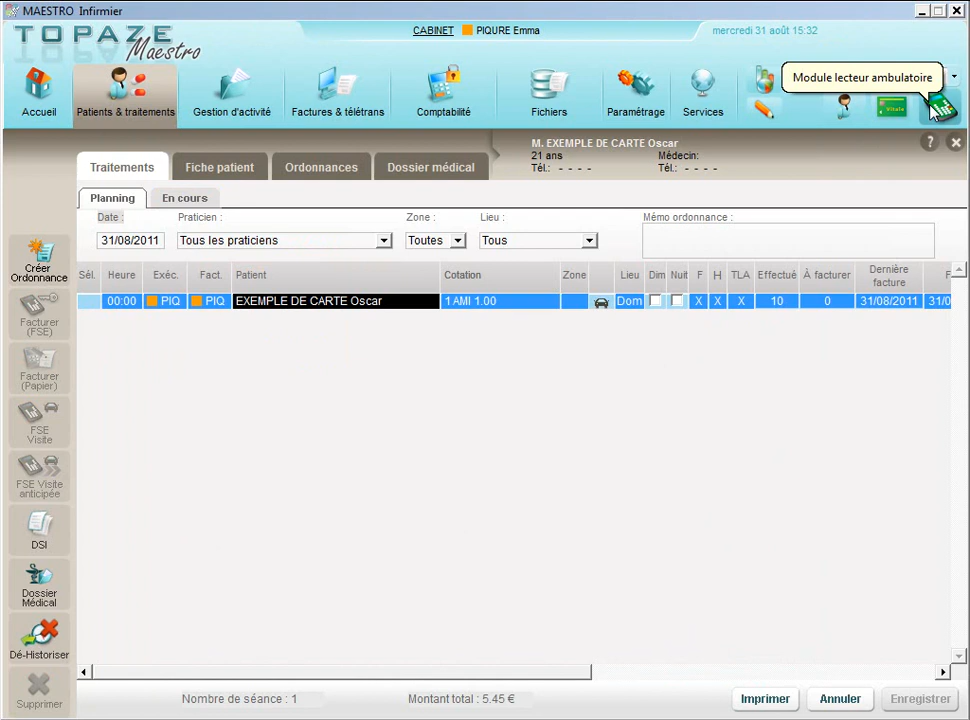 MAESTRO Infirmier
TOPAZE
Maestro
CABINET PIQURE Emma
mercredi 31 août 15:32
Module lecteur ambulatoire
Accueil
Patients & traitements
Gestion d'activité
Factures & télétrans
Comptabilité
Fichiers
Paramétrage
Services
Vitale
Traitements
Fiche patient
Ordonnances
Dossier médical
M. EXEMPLE DE CARTE Oscar
21 ans Médecin:
Tél.: - - - - Tél.: - - - -
Planning
En cours
Date : Praticien : Zone : Lieu : Mémo ordonnance :
31/08/2011 Tous les praticiens Toutes Tous
Sél. Heure Exéc. Fact. Patient Cotation Zone Lieu Dim Nuit F H TLA Effectué À facturer Dernière facture F
00:00 PIQ PIQ EXEMPLE DE CARTE Oscar 1 AMI 1.00 Dom X X X 10 0 31/08/2011 31/0
Créer
Ordonnance
Facturer
(FSE)
Facturer
(Papier)
FSE
Visite
FSE Visite
anticipée
DSI
Dossier
Médical
Dé-Historiser
Supprimer
Nombre de séance : 1
Montant total : 5.45 €
Imprimer
Annuler
Enregistrer